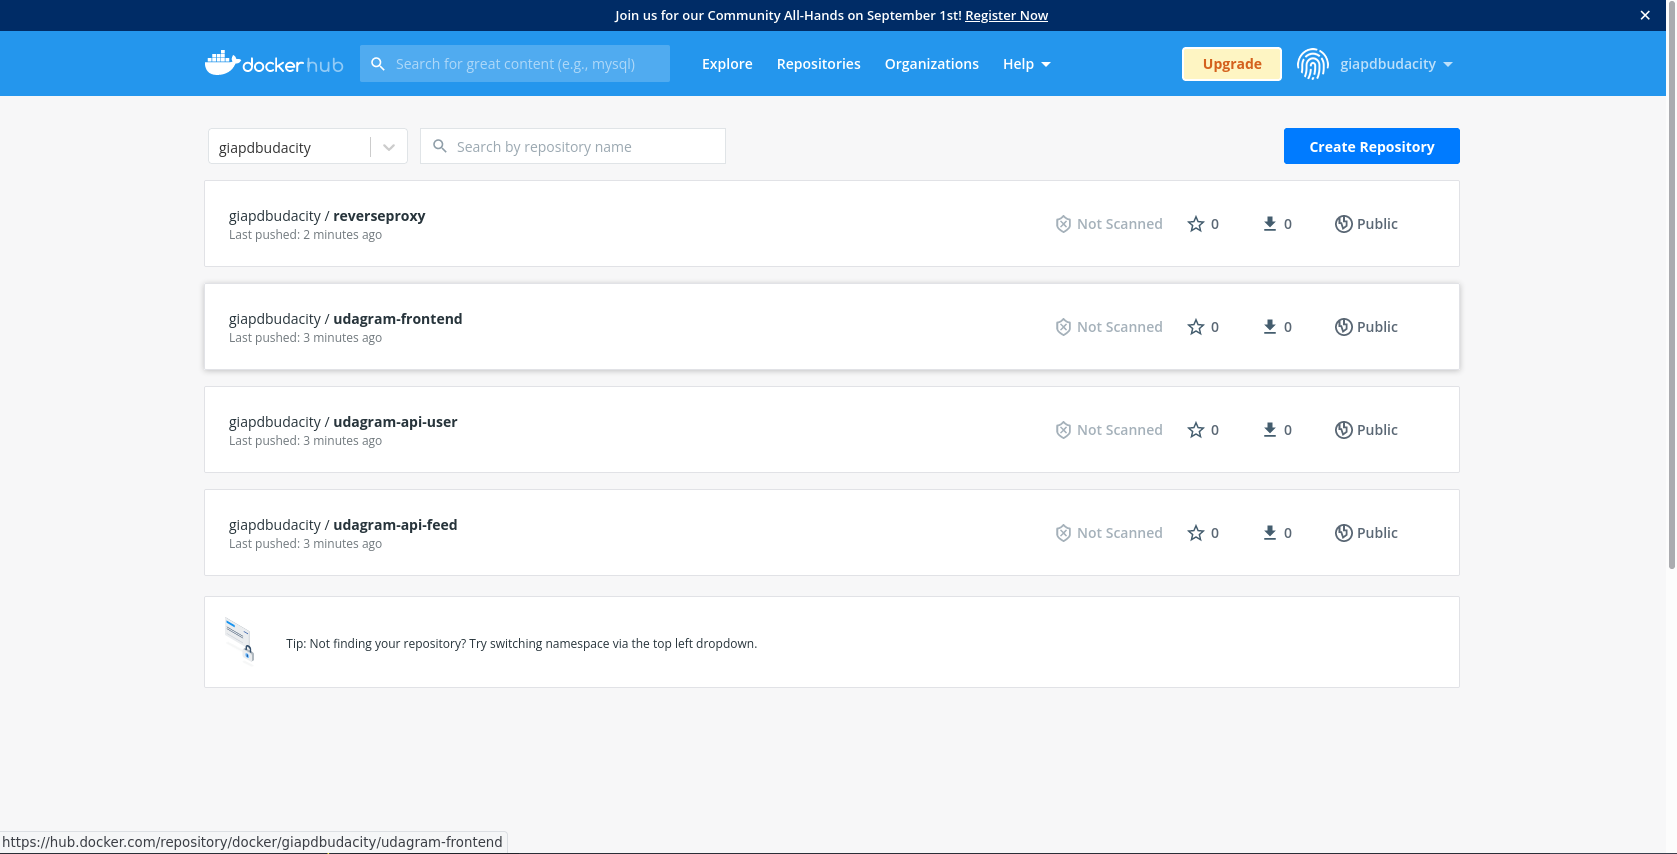 Join us for our Community All-Hands on September 1st! Register Now
docker hub
Search for great content (e.g., mysql)
Explore
Repositories
Organizations
Help
Upgrade
giapdbudacity
giapdbudacity
Search by repository name
Create Repository
giapdbudacity / reverseproxy
Last pushed: 2 minutes ago
Not Scanned
0
0
Public
giapdbudacity / udagram-frontend
Last pushed: 3 minutes ago
Not Scanned
0
0
Public
giapdbudacity / udagram-api-user
Last pushed: 3 minutes ago
Not Scanned
0
0
Public
giapdbudacity / udagram-api-feed
Last pushed: 3 minutes ago
Not Scanned
0
0
Public
Tip: Not finding your repository? Try switching namespace via the top left dropdown.
https://hub.docker.com/repository/docker/giapdbudacity/udagram-frontend